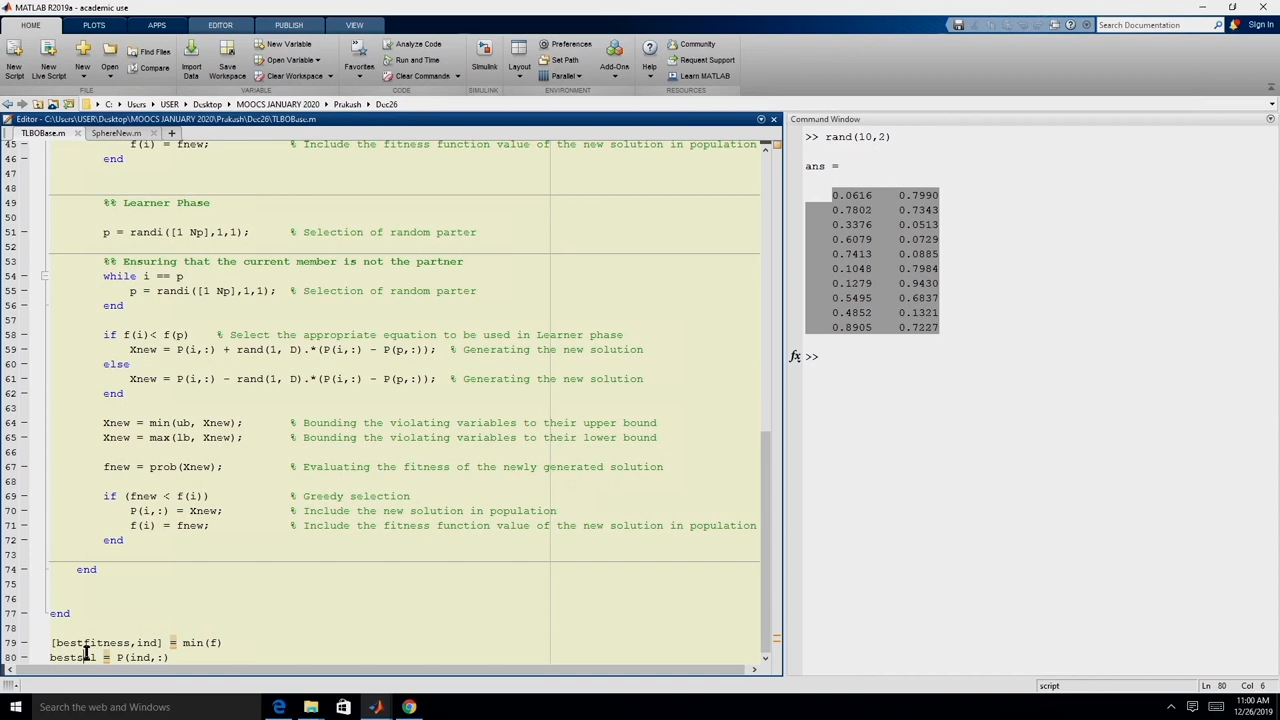 MATLAB R2019a - academic use
HOME PLOTS APPS EDITOR PUBLISH VIEW Search Documentation Sign In
New Script New Live Script New Open Find Files Compare Import Data Save Workspace New Variable Open Variable Clear Workspace Favorites Analyze Code Run and Time Clear Commands Simulink Layout Preferences Set Path Parallel Add-Ons Help Community Request Support Learn MATLAB
FILE VARIABLE CODE SIMULINK ENVIRONMENT RESOURCES
C: Users USER Desktop MOOCS JANUARY 2020 Prakash Dec26
Editor - C:\Users\USER\Desktop\MOOCS JANUARY 2020\Prakash\Dec26\TLBOBase.m
TLBOBase.m SphereNew.m
45 f(i) = fnew; % Include the fitness function value of the new solution in population
46 end
47
48
49 %% Learner Phase
50
51 p = randi([1 Np],1,1); % Selection of random parter
52
53 %% Ensuring that the current member is not the partner
54 while i == p
55 p = randi([1 Np],1,1); % Selection of random parter
56 end
57
58 if f(i)< f(p) % Select the appropriate equation to be used in Learner phase
59 Xnew = P(i,:) + rand(1, D).*(P(i,:) - P(p,:)); % Generating the new solution
60 else
61 Xnew = P(i,:) - rand(1, D).*(P(i,:) - P(p,:)); % Generating the new solution
62 end
63
64 Xnew = min(ub, Xnew); % Bounding the violating variables to their upper bound
65 Xnew = max(lb, Xnew); % Bounding the violating variables to their lower bound
66
67 fnew = prob(Xnew); % Evaluating the fitness of the newly generated solution
68
69 if (fnew < f(i)) % Greedy selection
70 P(i,:) = Xnew; % Include the new solution in population
71 f(i) = fnew; % Include the fitness function value of the new solution in population
72 end
73
74 end
75
76
77 end
78
79 [bestfitness,ind] = min(f)
80 bestsol = P(ind,:)
Command Window
>> rand(10,2)
ans =
0.0616 0.7990
0.7802 0.7343
0.3376 0.0513
0.6079 0.0729
0.7413 0.0885
0.1048 0.7984
0.1279 0.9430
0.5495 0.6837
0.4852 0.1321
0.8905 0.7227
fx >>
script Ln 80 Col 6
Search the Web and Windows
11:00 AM
12/26/2019